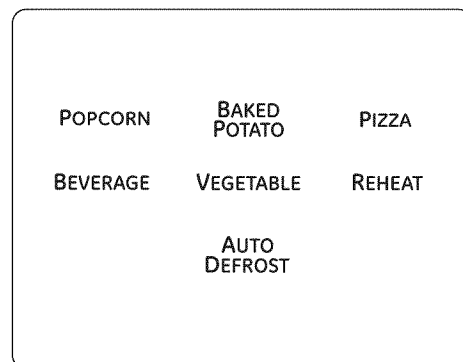 POPCORN BAKED POTATO PIZZA
BEVERAGE VEGETABLE REHEAT
AUTO
DEFROST